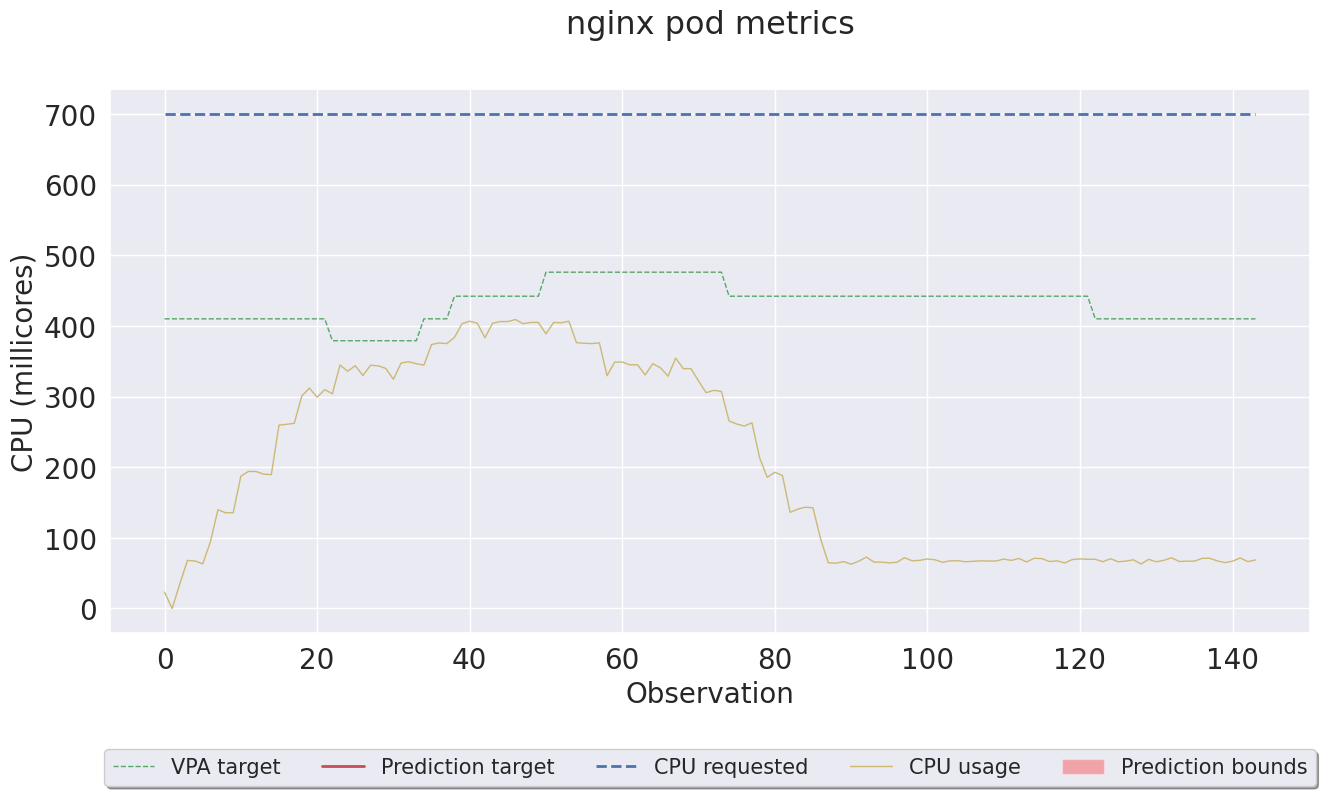 nginx pod metrics
700
600
500
400
300
200
100
0
CPU (millicores)
0 20 40 60 80 100 120 140
Observation
VPA target Prediction target CPU requested CPU usage Prediction bounds